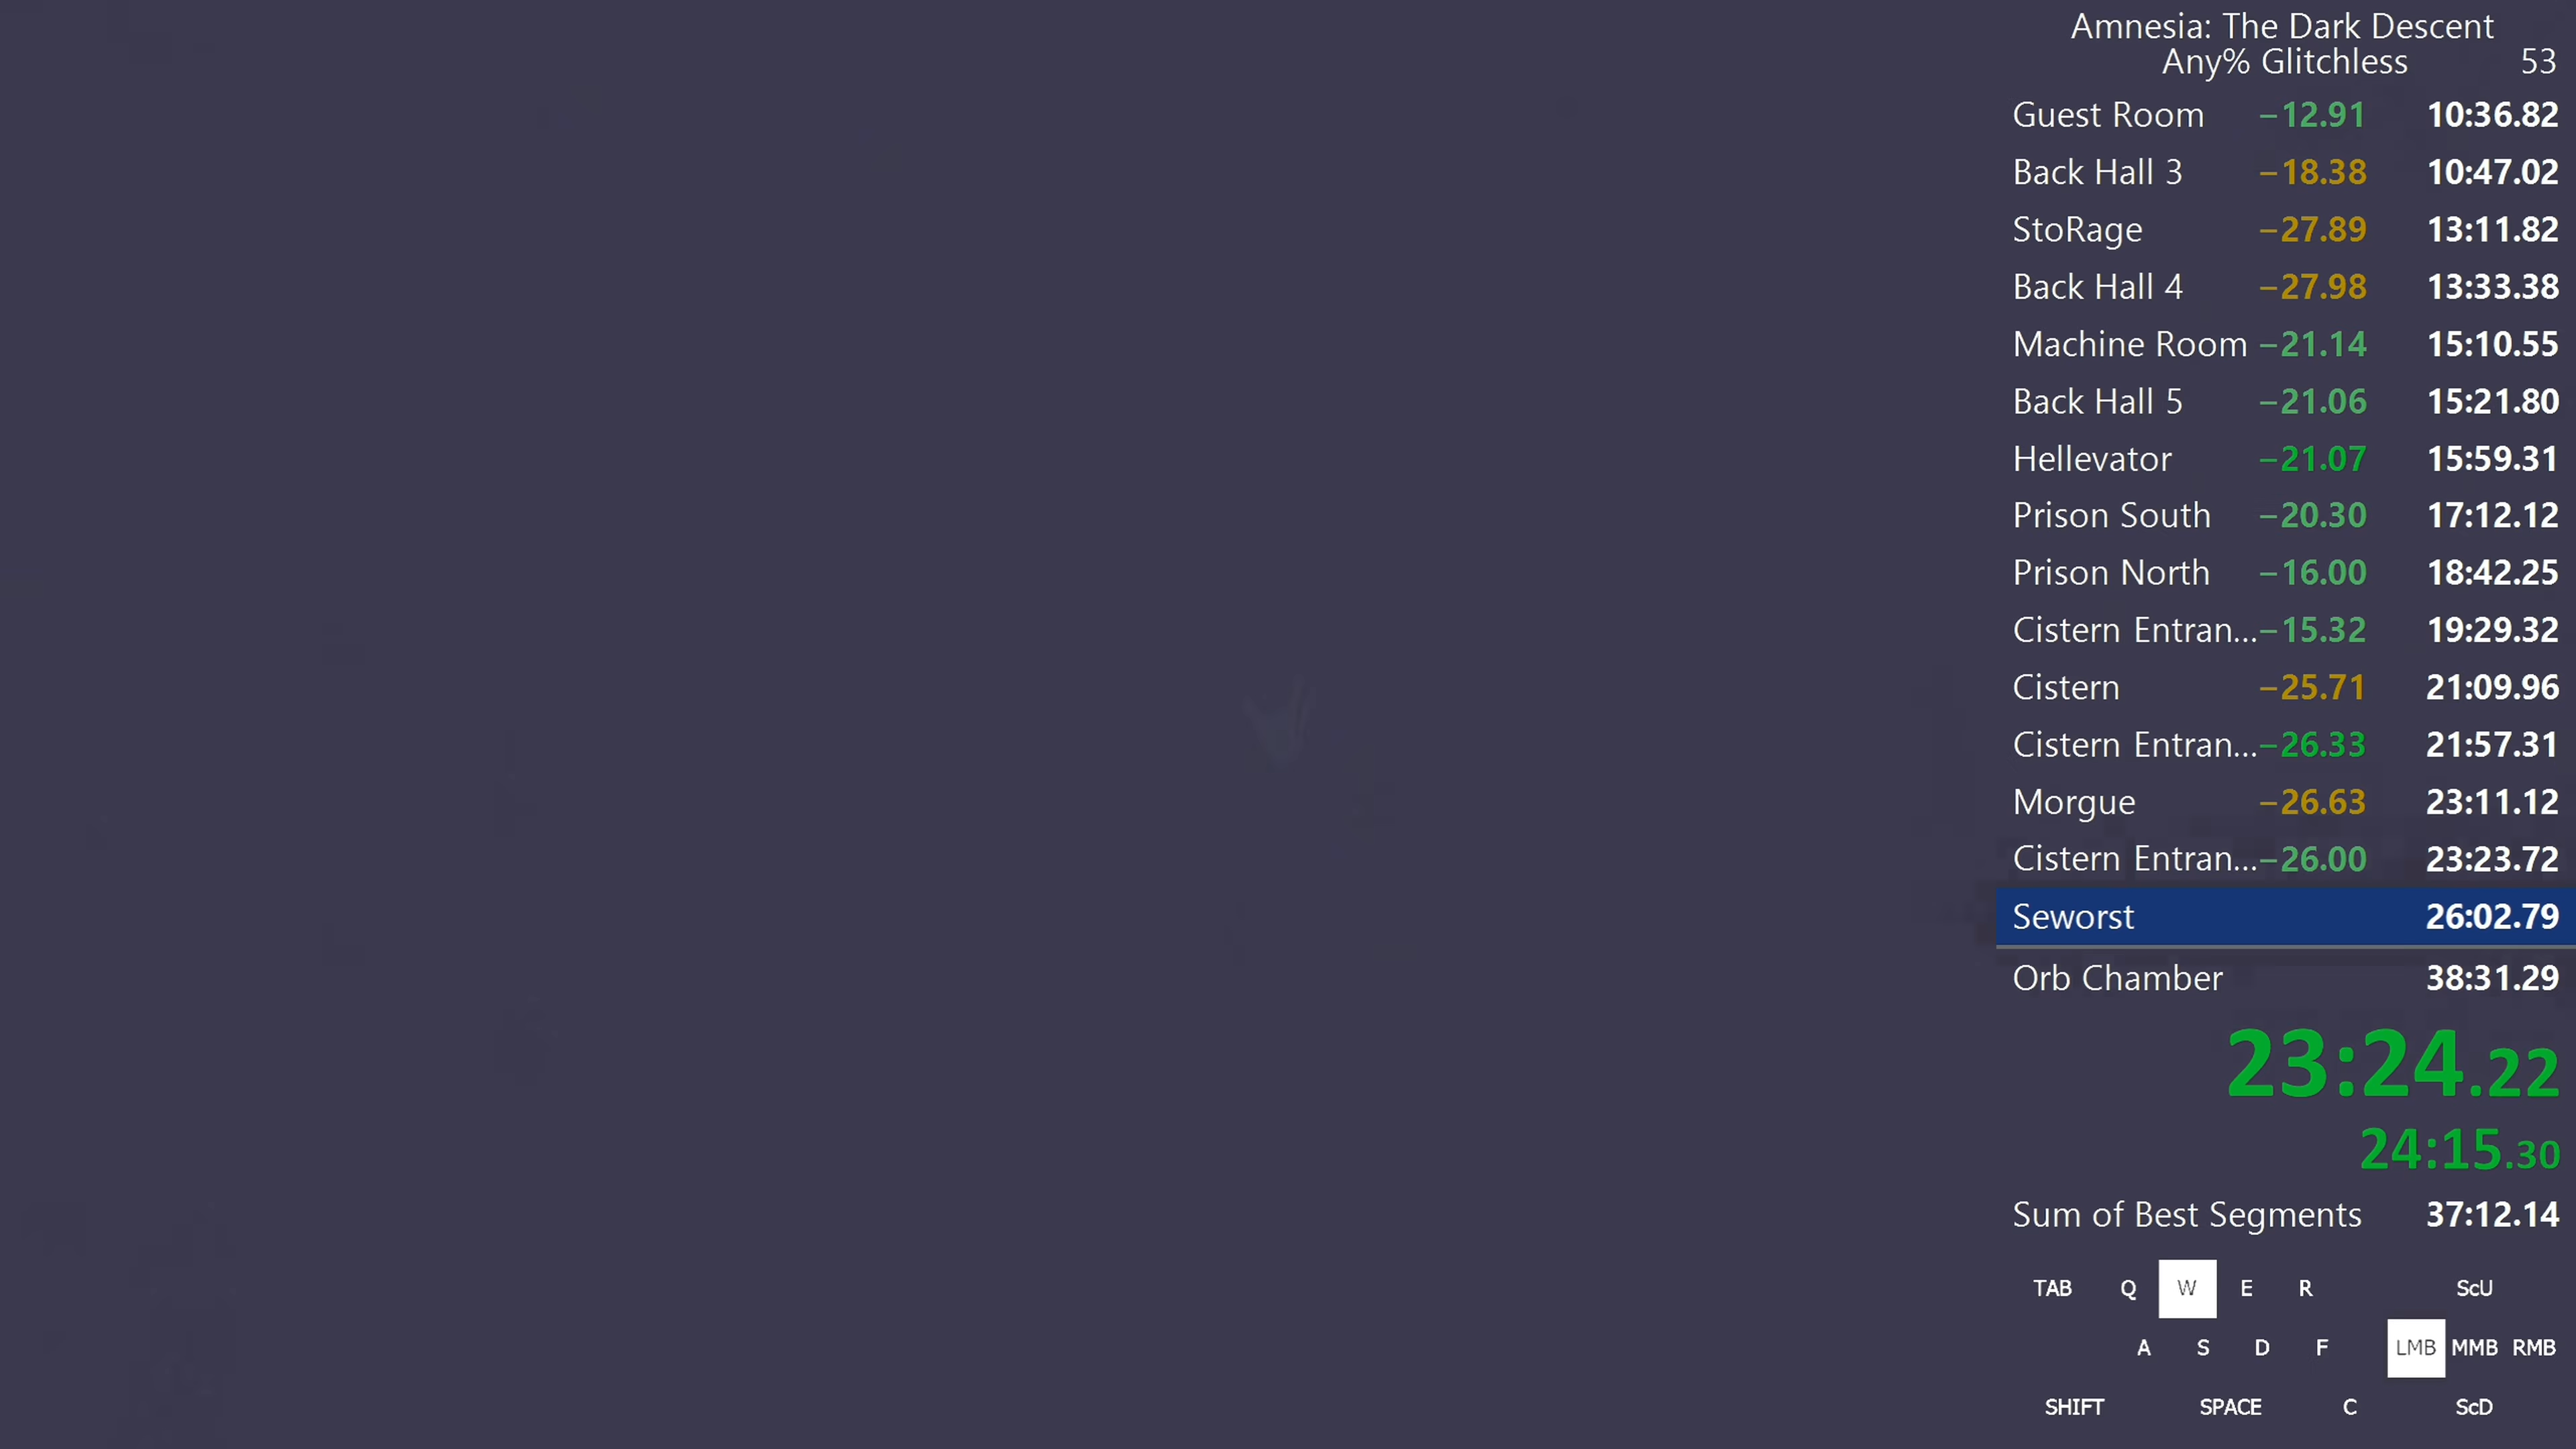 Amnesia: The Dark Descent
Any% Glitchless 53
Guest Room −12.91 10:36.82
Back Hall 3 −18.38 10:47.02
StoRage −27.89 13:11.82
Back Hall 4 −27.98 13:33.38
Machine Room −21.14 15:10.55
Back Hall 5 −21.06 15:21.80
Hellevator −21.07 15:59.31
Prison South −20.30 17:12.12
Prison North −16.00 18:42.25
Cistern Entran... −15.32 19:29.32
Cistern −25.71 21:09.96
Cistern Entran... −26.33 21:57.31
Morgue −26.63 23:11.12
Cistern Entran... −26.00 23:23.72
Seworst 26:02.79
Orb Chamber 38:31.29
23:24.22
24:15.30
Sum of Best Segments 37:12.14
TAB Q W E R ScU
A S D F LMB MMB RMB
SHIFT SPACE C ScD